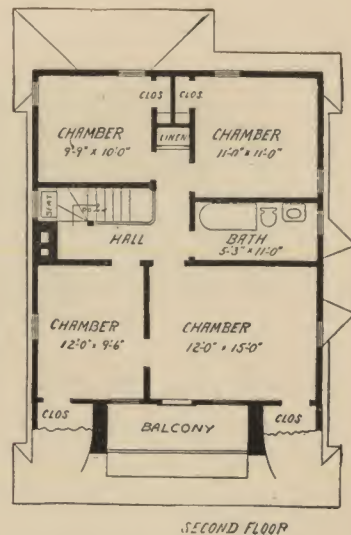 CLOS.
CLOS.
LINEN
CHAMBER
9'-9" x 10'-0"
CHAMBER
11'-0" x 11'-0"
SEAT
HALL
BATH
5'-3" x 11'-0"
CHAMBER
12'-0" x 9'-6"
CHAMBER
12'-0" x 15'-0"
CLOS
BALCONY
CLOS
SECOND FLOOR